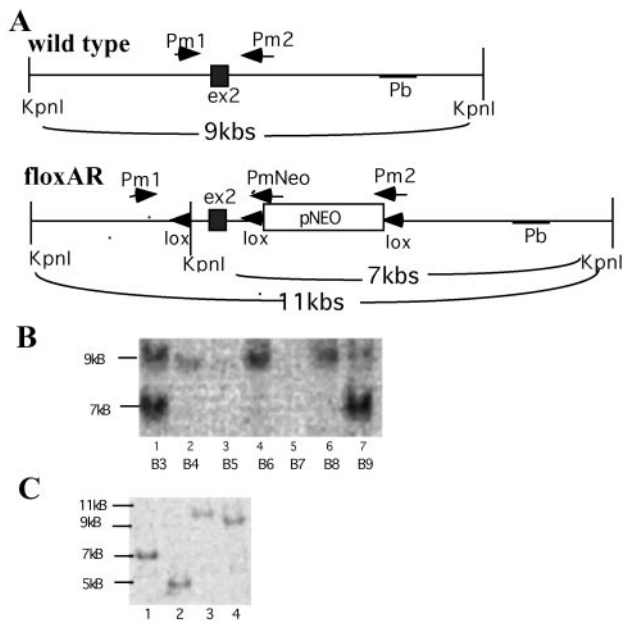 A
wild type
Pm1 Pm2
ex2 Pb
KpnI KpnI
9kbs
floxAR
Pm1 ex2 PmNeo Pm2
pNEO
lox lox lox Pb
KpnI KpnI KpnI
7kbs
11kbs
B
9kB
7kB
1 2 3 4 5 6 7
B3 B4 B5 B6 B7 B8 B9
C
11kB
9kB
7kB
5kB
1 2 3 4